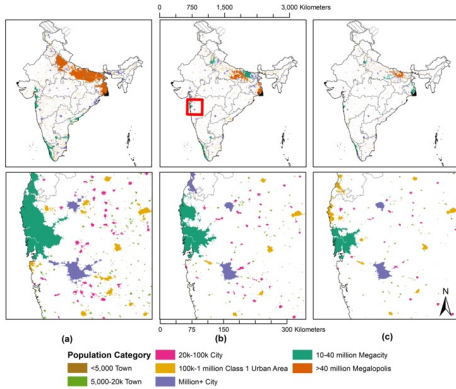 0 750 1,500 3,000 Kilometers
0 75 150 300 Kilometers
N
(a) (b) (c)
Population Category
<5,000 Town
5,000-20k Town
20k-100k City
100k-1 million Class 1 Urban Area
Million+ City
10-40 million Megacity
>40 million Megalopolis